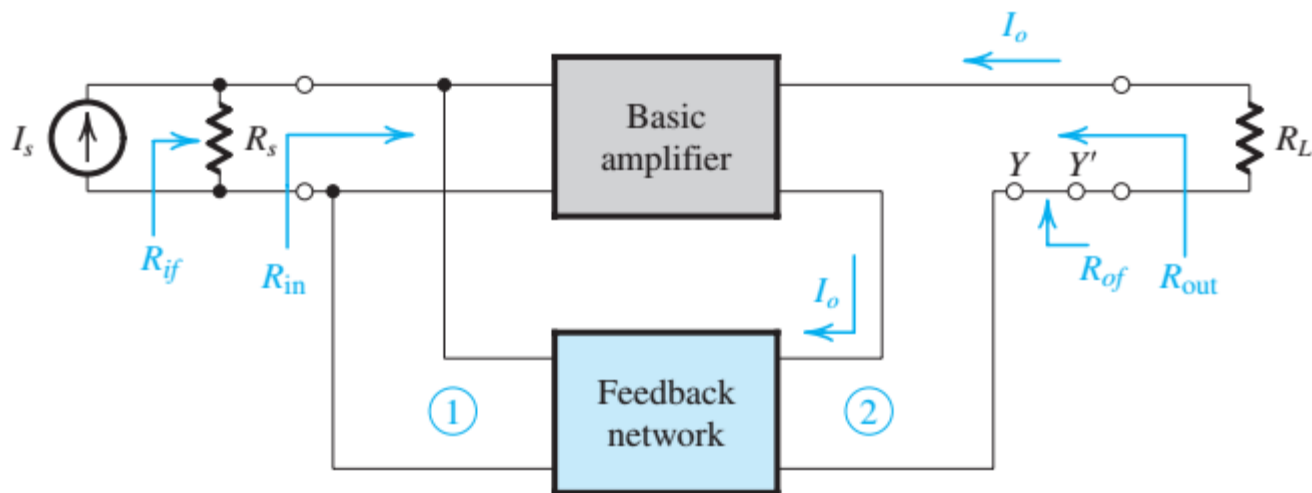 I_o
Basic
amplifier
I_s
R_s
R_L
Y
Y'
R_if
R_in
R_of
R_out
I_o
Feedback
network
1
2